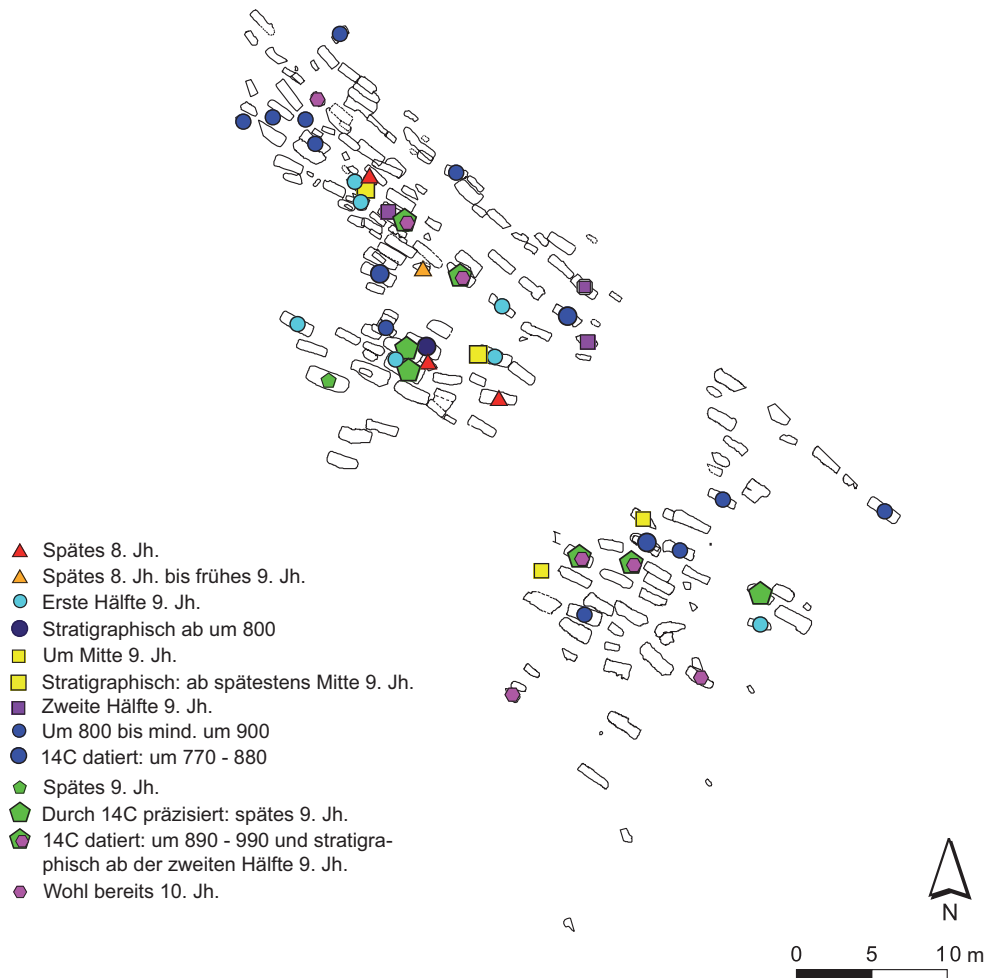 Spätes 8. Jh.
Spätes 8. Jh. bis frühes 9. Jh.
Erste Hälfte 9. Jh.
Stratigraphisch ab um 800
Um Mitte 9. Jh.
Stratigraphisch: ab spätestens Mitte 9. Jh.
Zweite Hälfte 9. Jh.
Um 800 bis mind. um 900
14C datiert: um 770 - 880
Spätes 9. Jh.
Durch 14C präzisiert: spätes 9. Jh.
14C datiert: um 890 - 990 und stratigra-
phisch ab der zweiten Hälfte 9. Jh.
Wohl bereits 10. Jh.
N
0 5 10 m